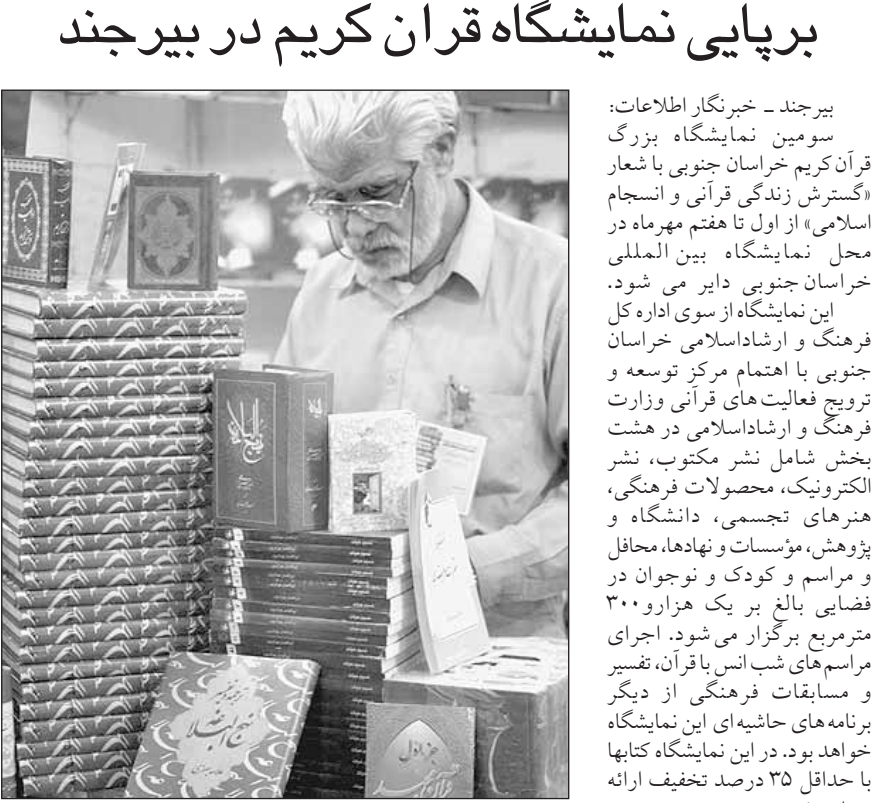 برپایی نمایشگاه قرآن کریم در بیرجند
بیرجند ـ خبرنگار اطلاعات:
سومین نمایشگاه بزرگ
قرآن کریم خراسان جنوبی با شعار
«گسترش زندگی قرآنی و انسجام
اسلامی» از اول تا هفتم مهرماه در
محل نمایشگاه بین المللی
خراسان جنوبی دایر می شود.
این نمایشگاه از سوی اداره کل
فرهنگ و ارشاداسلامی خراسان
جنوبی با اهتمام مرکز توسعه و
ترویج فعالیت های قرآنی وزارت
فرهنگ و ارشاداسلامی در هشت
بخش شامل نشر مکتوب، نشر
الکترونیک، محصولات فرهنگی،
هنرهای تجسمی، دانشگاه و
پژوهش، مؤسسات و نهادها، محافل
و مراسم و کودک و نوجوان در
فضایی بالغ بر یک هزارو۳۰۰
مترمربع برگزار می شود. اجرای
مراسم‌های شب انس با قرآن، تفسیر
و مسابقات فرهنگی از دیگر
برنامه‌های حاشیه‌ای این نمایشگاه
خواهد بود. در این نمایشگاه کتابها
با حداقل ۳۵ درصد تخفیف ارائه
نهج البلاغه
جزء اول